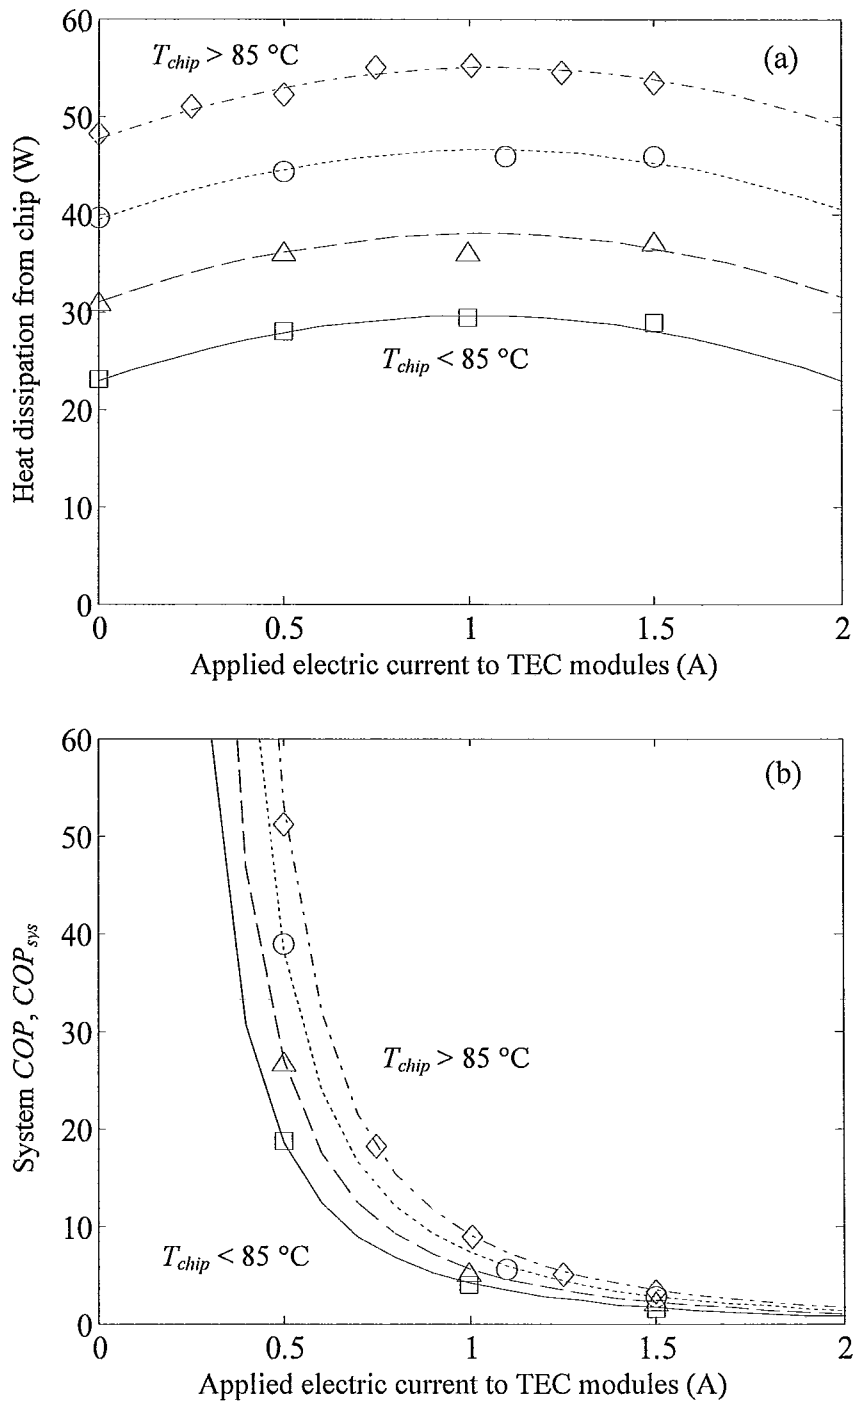 60
50
40
30
20
10
0
Heat dissipation from chip (W)
T_chip > 85 °C
(a)
T_chip < 85 °C
0 0.5 1 1.5 2
Applied electric current to TEC modules (A)
60
50
40
30
20
10
0
System COP, COP_sys
(b)
T_chip > 85 °C
T_chip < 85 °C
0 0.5 1 1.5 2
Applied electric current to TEC modules (A)